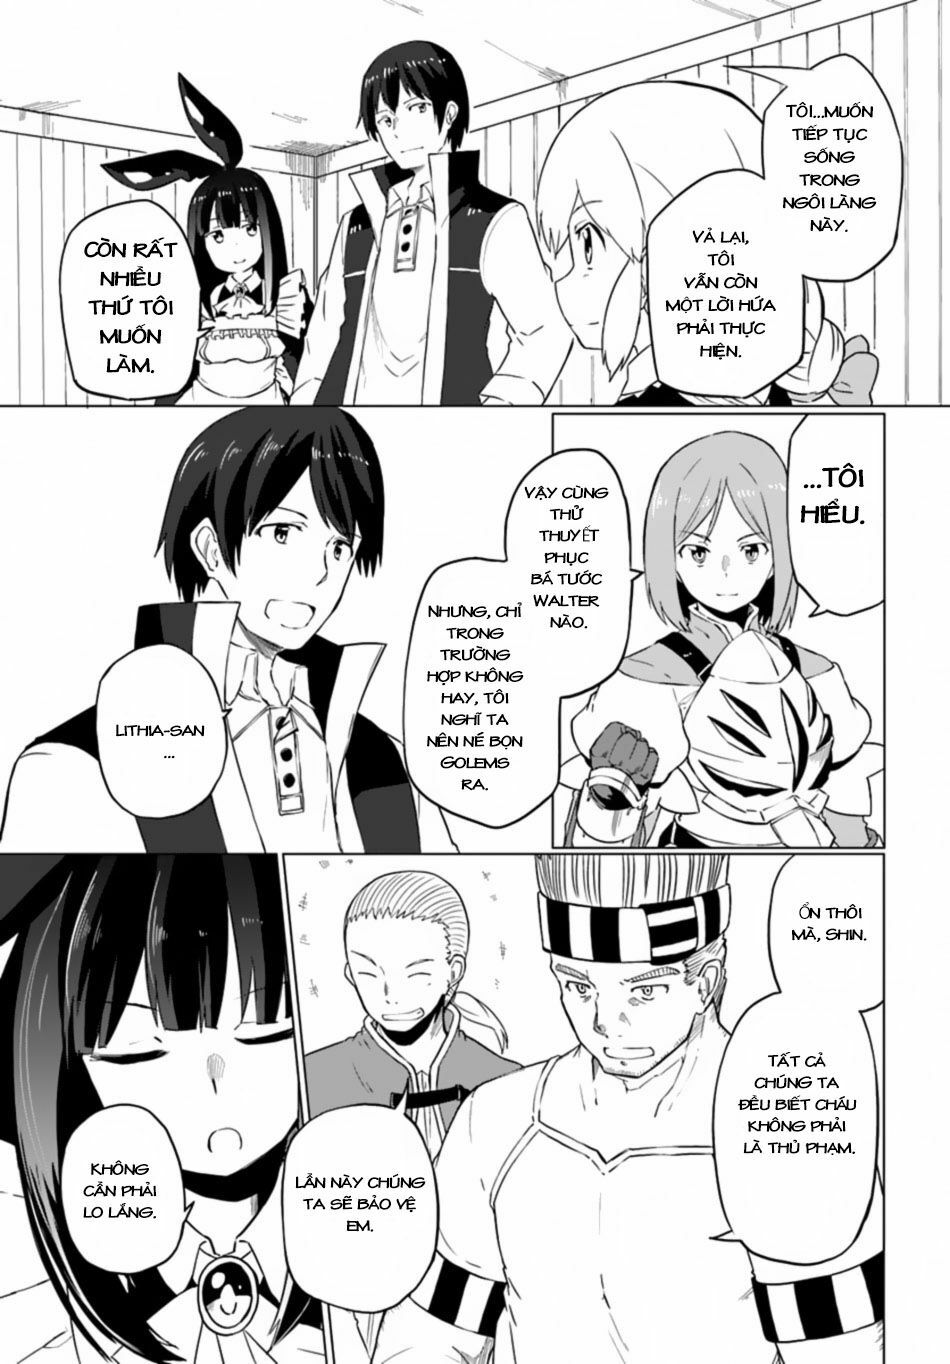 TÔI...MUỐN
TIẾP TỤC
SỐNG
TRONG
NGÔI LÀNG
NÀY.
VẢ LẠI,
TÔI
VẪN CÒN
MỘT LỜI HỨA
PHẢI THỰC
HIỆN.
CÒN RẤT
NHIỀU
THỨ TÔI
MUỐN
LÀM.
...TÔI
HIỂU.
VẬY CÙNG
THỬ
THUYẾT
PHỤC
BÁ TƯỚC
WALTER
NÀO.
NHƯNG, CHỈ
TRONG
TRƯỜNG
HỢP KHÔNG
HAY, TÔI
NGHĨ TA
NÊN NÉ BỌN
GOLEMS
RA.
LITHIA-SAN
...
ỔN THÔI
MÀ, SHIN.
TẤT CẢ
CHÚNG TA
ĐỀU BIẾT CHÁU
KHÔNG PHẢI
LÀ THỦ PHẠM.
LẦN NÀY CHÚNG
TA SẼ BẢO VỆ
EM.
KHÔNG
CẦN PHẢI
LO LẮNG.